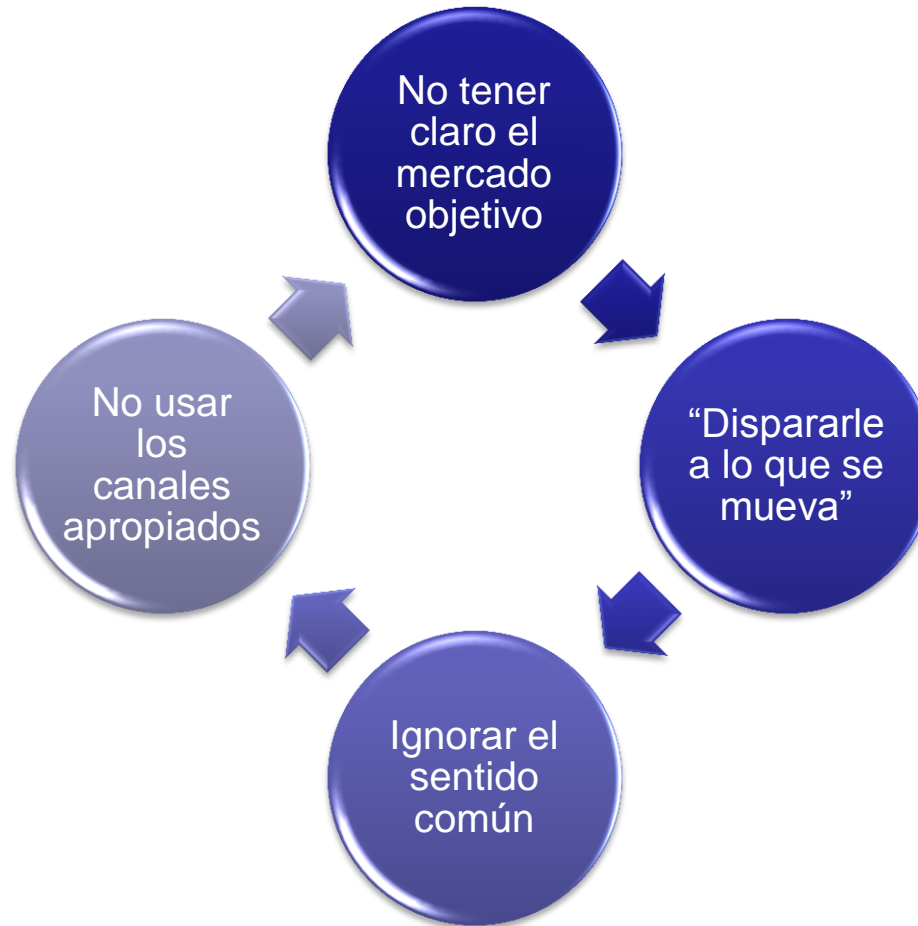 No tener
claro el
mercado
objetivo
“Dispararle
a lo que se
mueva”
Ignorar el
sentido
común
No usar
los
canales
apropiados